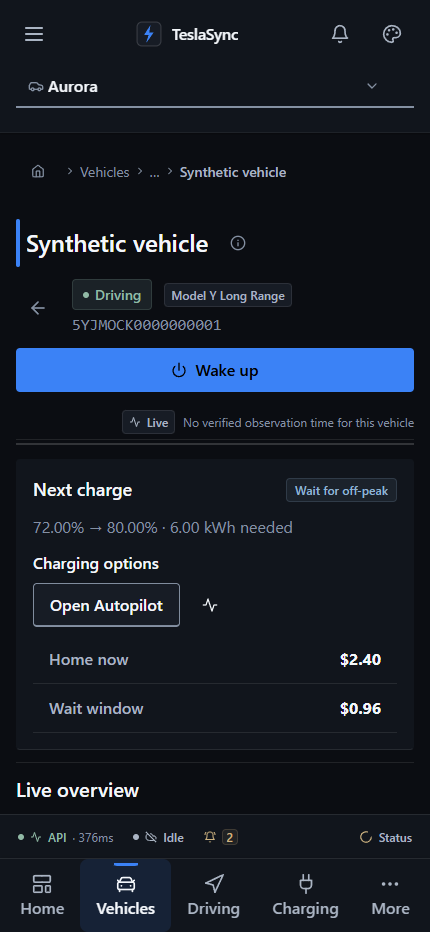 TeslaSync
Aurora
Vehicles ... Synthetic vehicle
Synthetic vehicle
Driving Model Y Long Range
5YJMOCK0000000001
Wake up
Live No verified observation time for this vehicle
Next charge Wait for off-peak
72.00% → 80.00% · 6.00 kWh needed
Charging options
Open Autopilot
Home now $2.40
Wait window $0.96
Live overview
API · 376ms Idle 2 Status
Home Vehicles Driving Charging More